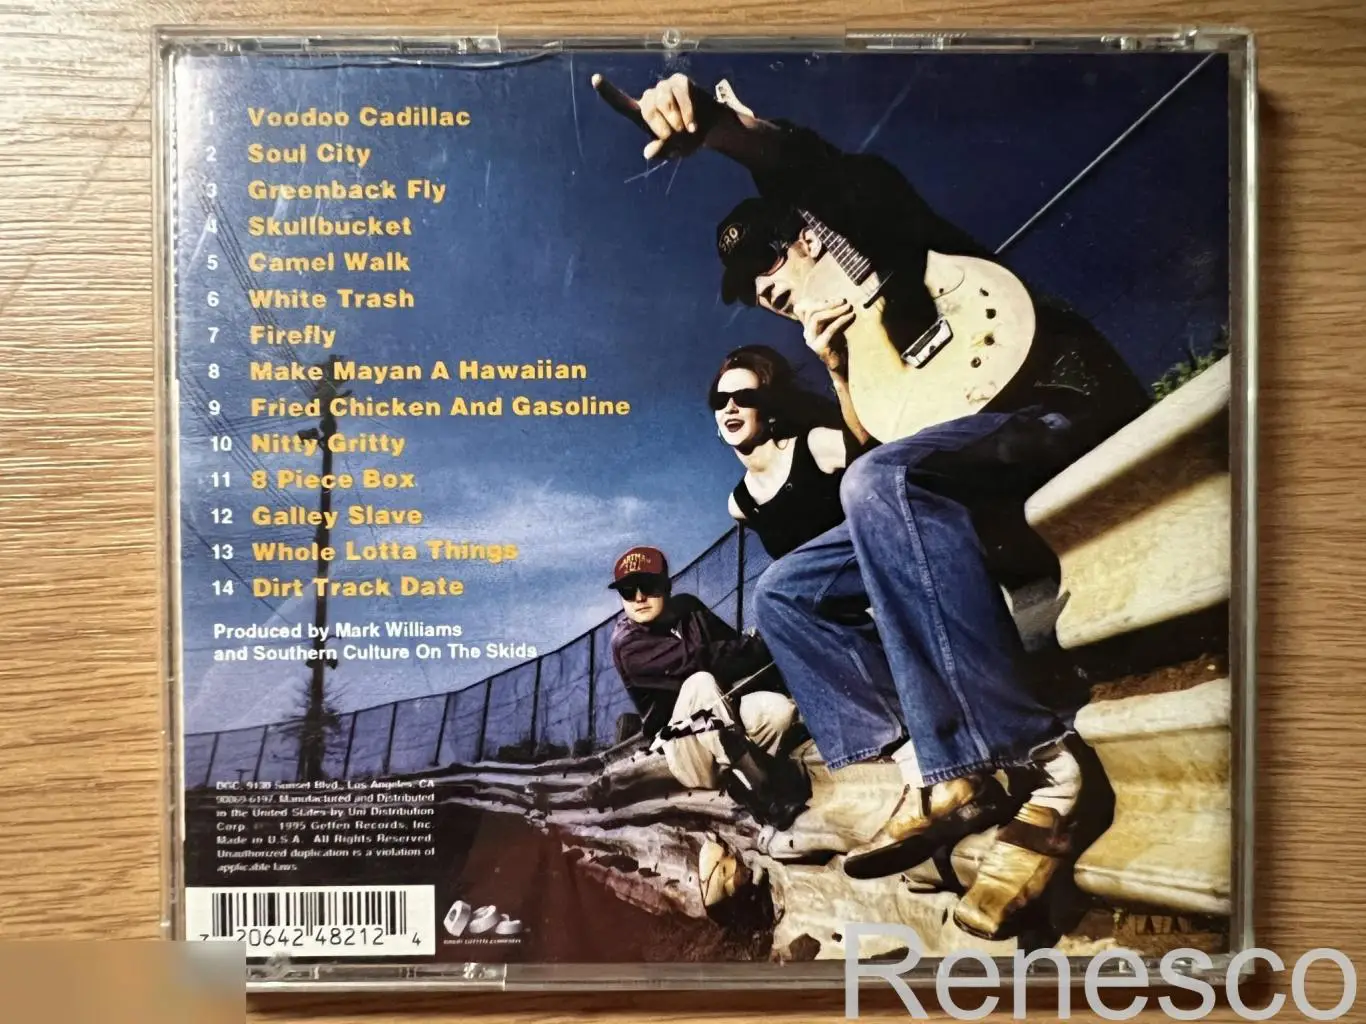 1 Voodoo Cadillac
2 Soul City
3 Greenback Fly
4 Skullbucket
5 Camel Walk
6 White Trash
7 Firefly
8 Make Mayan A Hawaiian
9 Fried Chicken And Gasoline
10 Nitty Gritty
11 8 Piece Box
12 Galley Slave
13 Whole Lotta Things
14 Dirt Track Date
Produced by Mark Williams
and Southern Culture On The Skids
DGC, 9130 Sunset Blvd., Los Angeles, CA
90069-6197. Manufactured and Distributed
in the United States by Uni Distribution
Corp. 1995 Geffen Records, Inc.
Made in U.S.A. All Rights Reserved.
Unauthorized duplication is a violation of
applicable laws.
7 20642 48212 4
Renesco